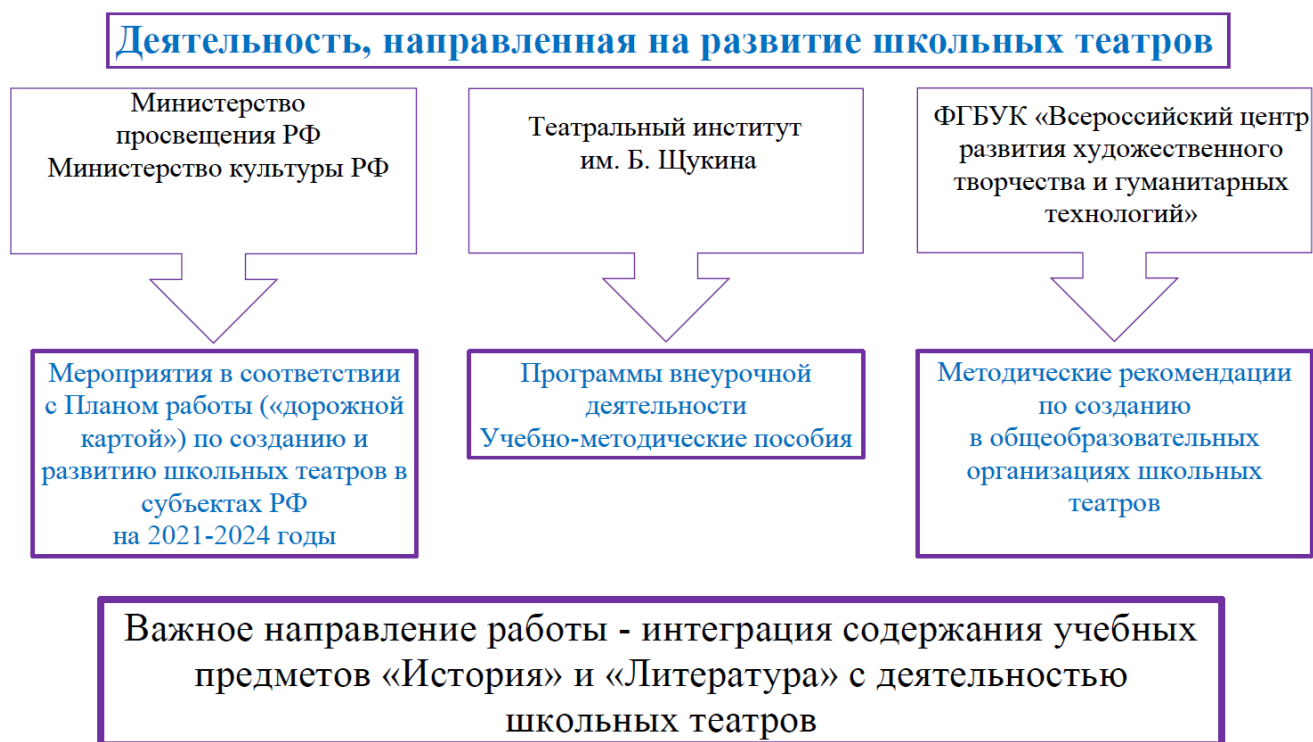 Деятельность, направленная на развитие школьных театров
Министерство
просвещения РФ
Министерство культуры РФ
Театральный институт
им. Б. Щукина
ФГБУК «Всероссийский центр
развития художественного
творчества и гуманитарных
технологий»
Мероприятия в соответствии
с Планом работы («дорожной
картой») по созданию и
развитию школьных театров в
субъектах РФ
на 2021-2024 годы
Программы внеурочной
деятельности
Учебно-методические пособия
Методические рекомендации
по созданию
в общеобразовательных
организациях школьных
театров
Важное направление работы - интеграция содержания учебных
предметов «История» и «Литература» с деятельностью
школьных театров